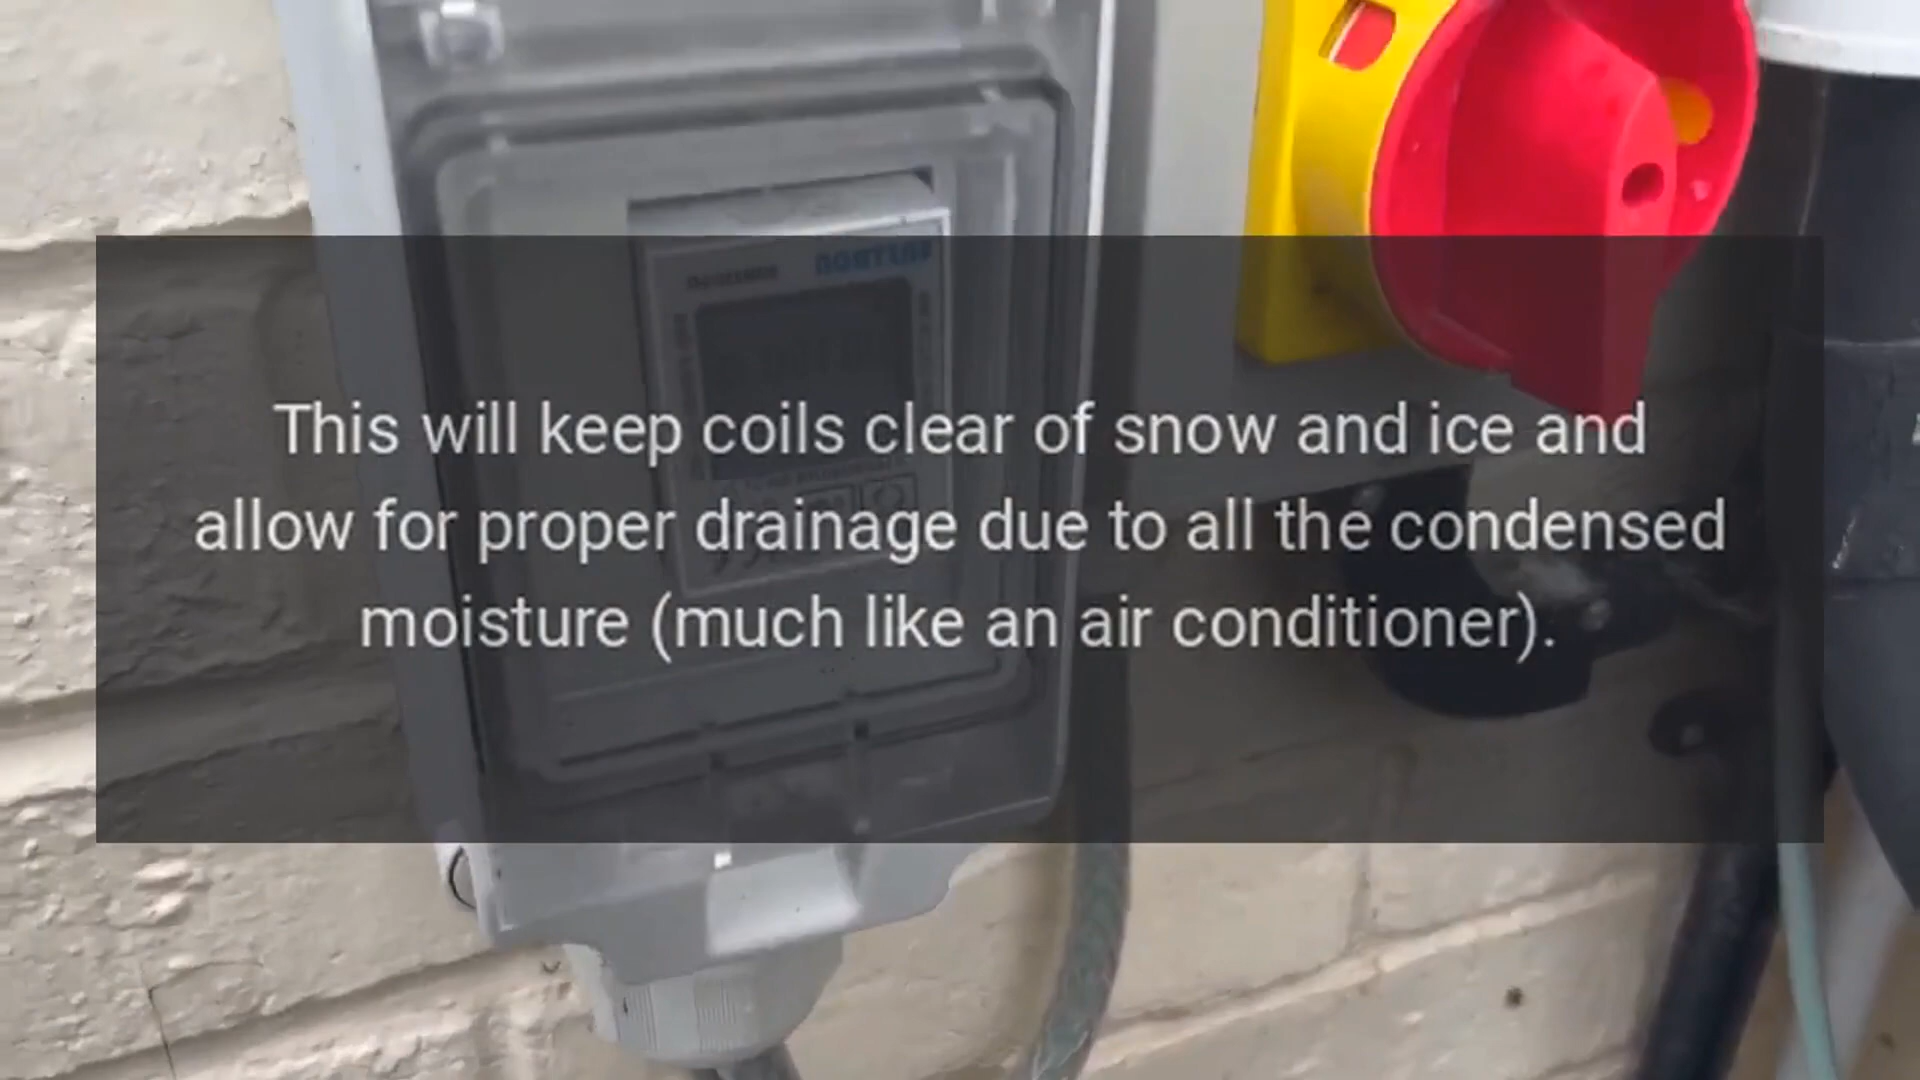 This will keep coils clear of snow and ice and
allow for proper drainage due to all the condensed
moisture (much like an air conditioner).